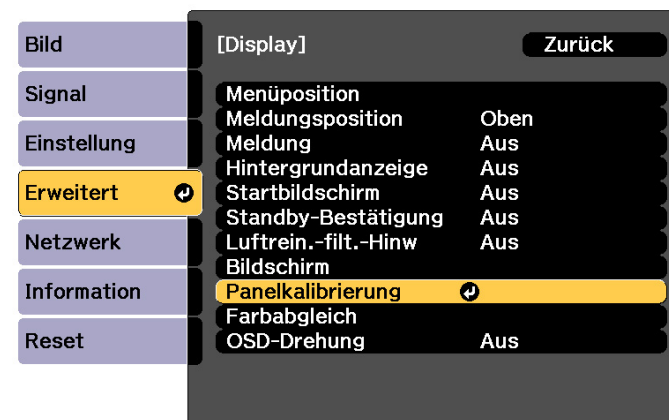 Bild
Signal
Einstellung
Erweitert
Netzwerk
Information
Reset
[Display] Zurück
Menüposition
Meldungsposition Oben
Meldung Aus
Hintergrundanzeige Aus
Startbildschirm Aus
Standby-Bestätigung Aus
Luftrein.-filt.-Hinw Aus
Bildschirm
Panelkalibrierung
Farbabgleich
OSD-Drehung Aus